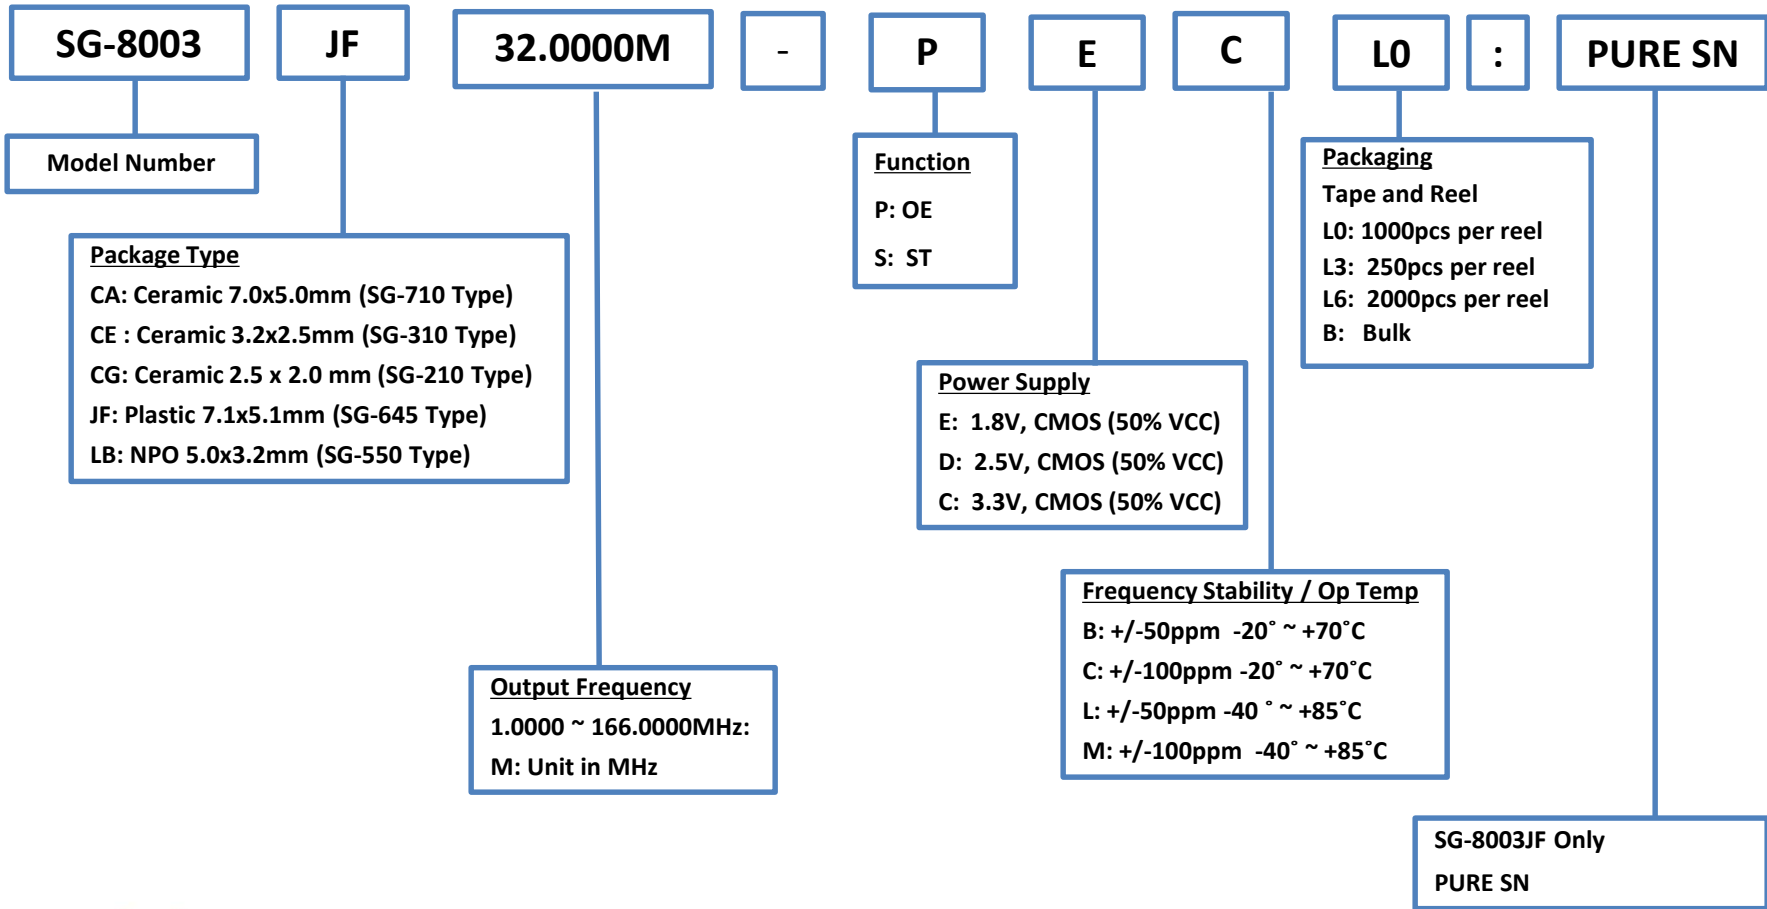 SG-8003 JF 32.0000M - P E C L0 : PURE SN
Model Number
Package Type
CA: Ceramic 7.0x5.0mm (SG-710 Type)
CE : Ceramic 3.2x2.5mm (SG-310 Type)
CG: Ceramic 2.5 x 2.0 mm (SG-210 Type)
JF: Plastic 7.1x5.1mm (SG-645 Type)
LB: NPO 5.0x3.2mm (SG-550 Type)
Output Frequency
1.0000 ~ 166.0000MHz:
M: Unit in MHz
Function
P: OE
S: ST
Power Supply
E: 1.8V, CMOS (50% VCC)
D: 2.5V, CMOS (50% VCC)
C: 3.3V, CMOS (50% VCC)
Frequency Stability / Op Temp
B: +/-50ppm -20˚ ~ +70˚C
C: +/-100ppm -20˚ ~ +70˚C
L: +/-50ppm -40 ˚ ~ +85˚C
M: +/-100ppm -40˚ ~ +85˚C
Packaging
Tape and Reel
L0: 1000pcs per reel
L3: 250pcs per reel
L6: 2000pcs per reel
B: Bulk
SG-8003JF Only
PURE SN